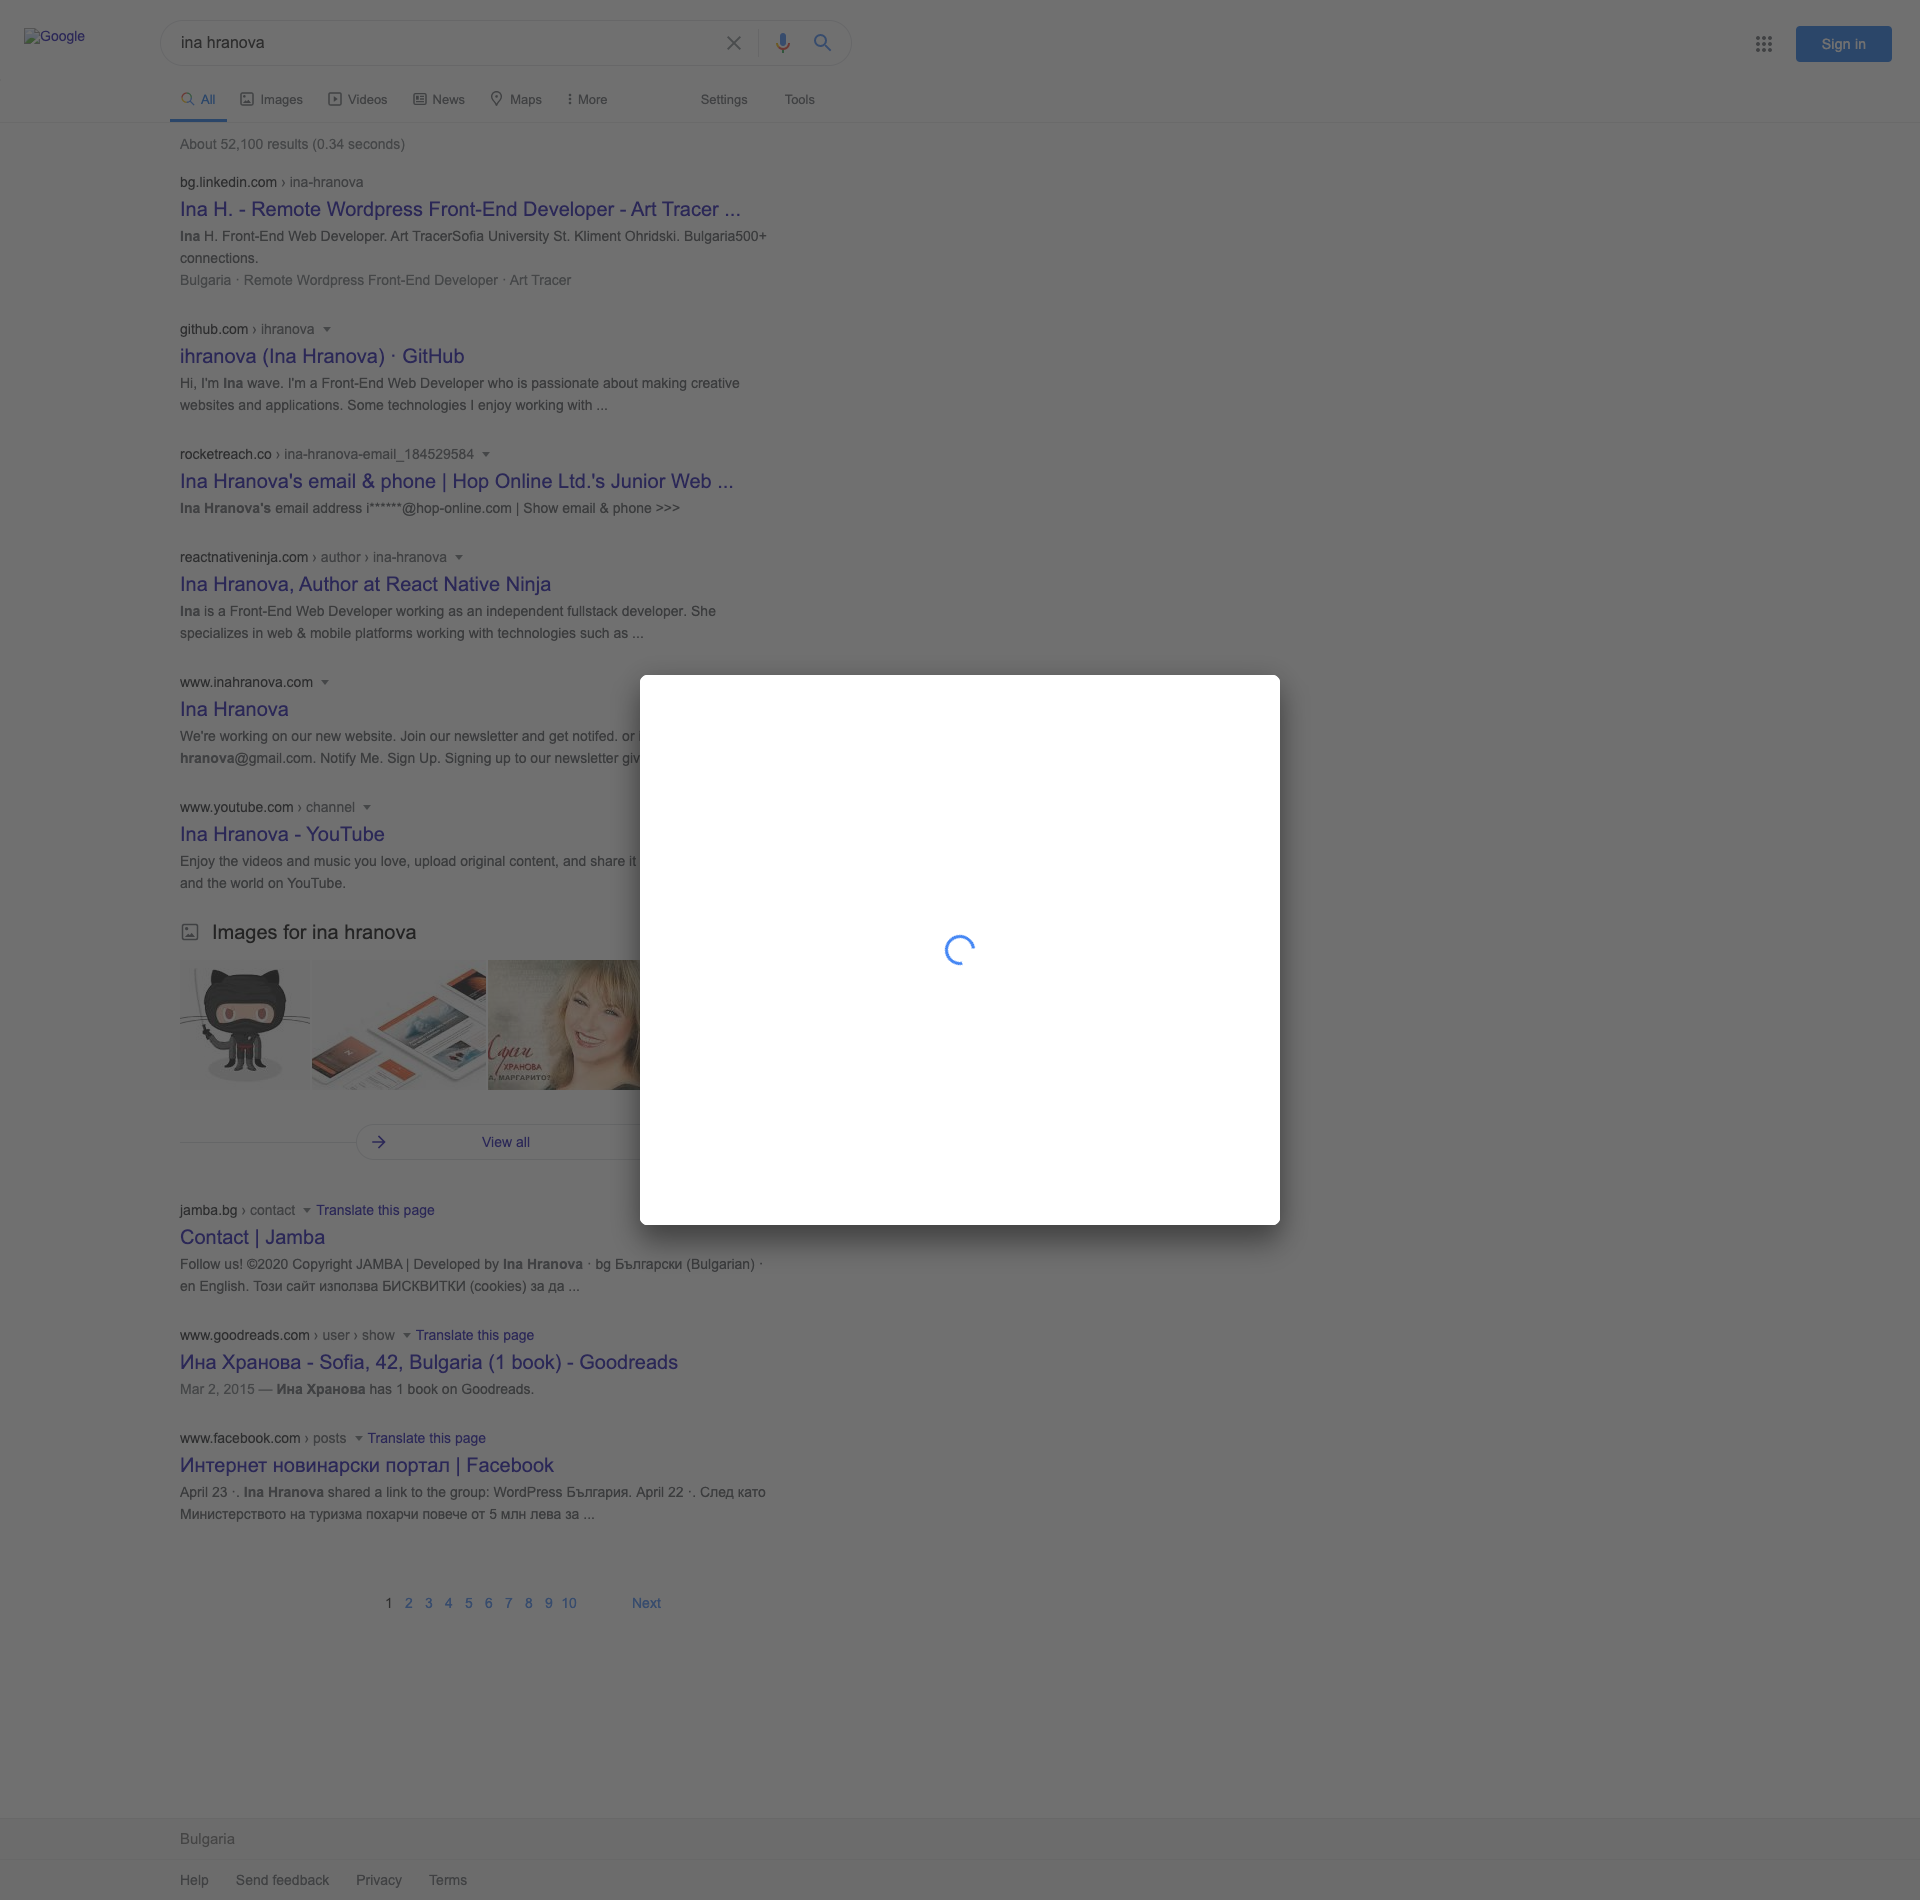 Google
ina hranova
Sign in
All Images Videos News Maps More Settings Tools
About 52,100 results (0.34 seconds)
bg.linkedin.com › ina-hranova
Ina H. - Remote Wordpress Front-End Developer - Art Tracer ...
Ina H. Front-End Web Developer. Art TracerSofia University St. Kliment Ohridski. Bulgaria500+
connections.
Bulgaria · Remote Wordpress Front-End Developer · Art Tracer
github.com › ihranova
ihranova (Ina Hranova) · GitHub
Hi, I'm Ina wave. I'm a Front-End Web Developer who is passionate about making creative
websites and applications. Some technologies I enjoy working with ...
rocketreach.co › ina-hranova-email_184529584
Ina Hranova's email & phone | Hop Online Ltd.'s Junior Web ...
Ina Hranova's email address i******@hop-online.com | Show email & phone >>>
reactnativeninja.com › author › ina-hranova
Ina Hranova, Author at React Native Ninja
Ina is a Front-End Web Developer working as an independent fullstack developer. She
specializes in web & mobile platforms working with technologies such as ...
www.inahranova.com
Ina Hranova
We're working on our new website. Join our newsletter and get notifed. or
hranova@gmail.com. Notify Me. Sign Up. Signing up to our newsletter giv
www.youtube.com › channel
Ina Hranova - YouTube
Enjoy the videos and music you love, upload original content, and share it
and the world on YouTube.
Images for ina hranova
ХРАНОВА
А, МАРГАРИТО?
View all
jamba.bg › contact Translate this page
Contact | Jamba
Follow us! ©2020 Copyright JAMBA | Developed by Ina Hranova · bg Български (Bulgarian) ·
en English. Този сайт използва БИСКВИТКИ (cookies) за да ...
www.goodreads.com › user › show Translate this page
Ина Хранова - Sofia, 42, Bulgaria (1 book) - Goodreads
Mar 2, 2015 — Ина Хранова has 1 book on Goodreads.
www.facebook.com › posts Translate this page
Интернет новинарски портал | Facebook
April 23 ·. Ina Hranova shared a link to the group: WordPress България. April 22 ·. След като
Министерството на туризма похарчи повече от 5 млн лева за ...
1 2 3 4 5 6 7 8 9 10 Next
Bulgaria
Help Send feedback Privacy Terms